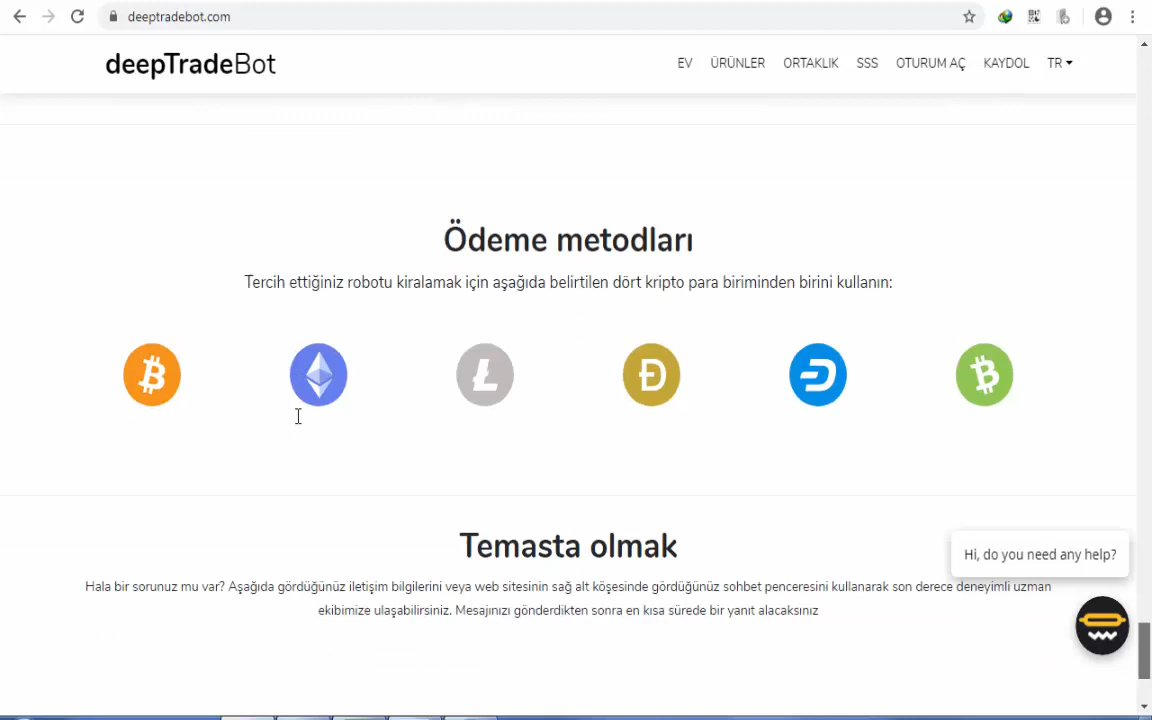 deeptradebot.com
deepTradeBot
EV ÜRÜNLER ORTAKLIK SSS OTURUM AÇ KAYDOL TR
Ödeme metodları
Tercih ettiğiniz robotu kiralamak için aşağıda belirtilen dört kripto para biriminden birini kullanın:
Temasta olmak
Hi, do you need any help?
Hala bir sorunuz mu var? Aşağıda gördüğünüz iletişim bilgilerini veya web sitesinin sağ alt köşesinde gördüğünüz sohbet penceresini kullanarak son derece deneyimli uzman
ekibimize ulaşabilirsiniz. Mesajınızı gönderdikten sonra en kısa sürede bir yanıt alacaksınız